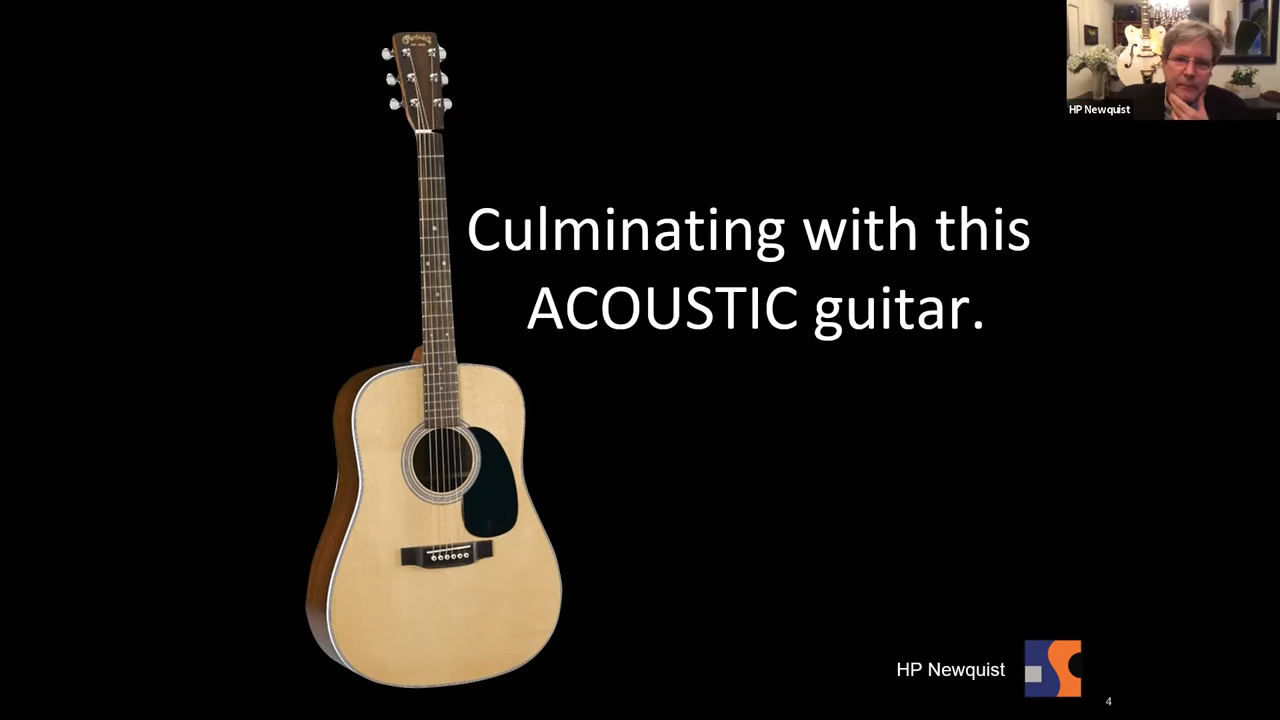 HP Newquist
Culminating with this
ACOUSTIC guitar.
HP Newquist
4